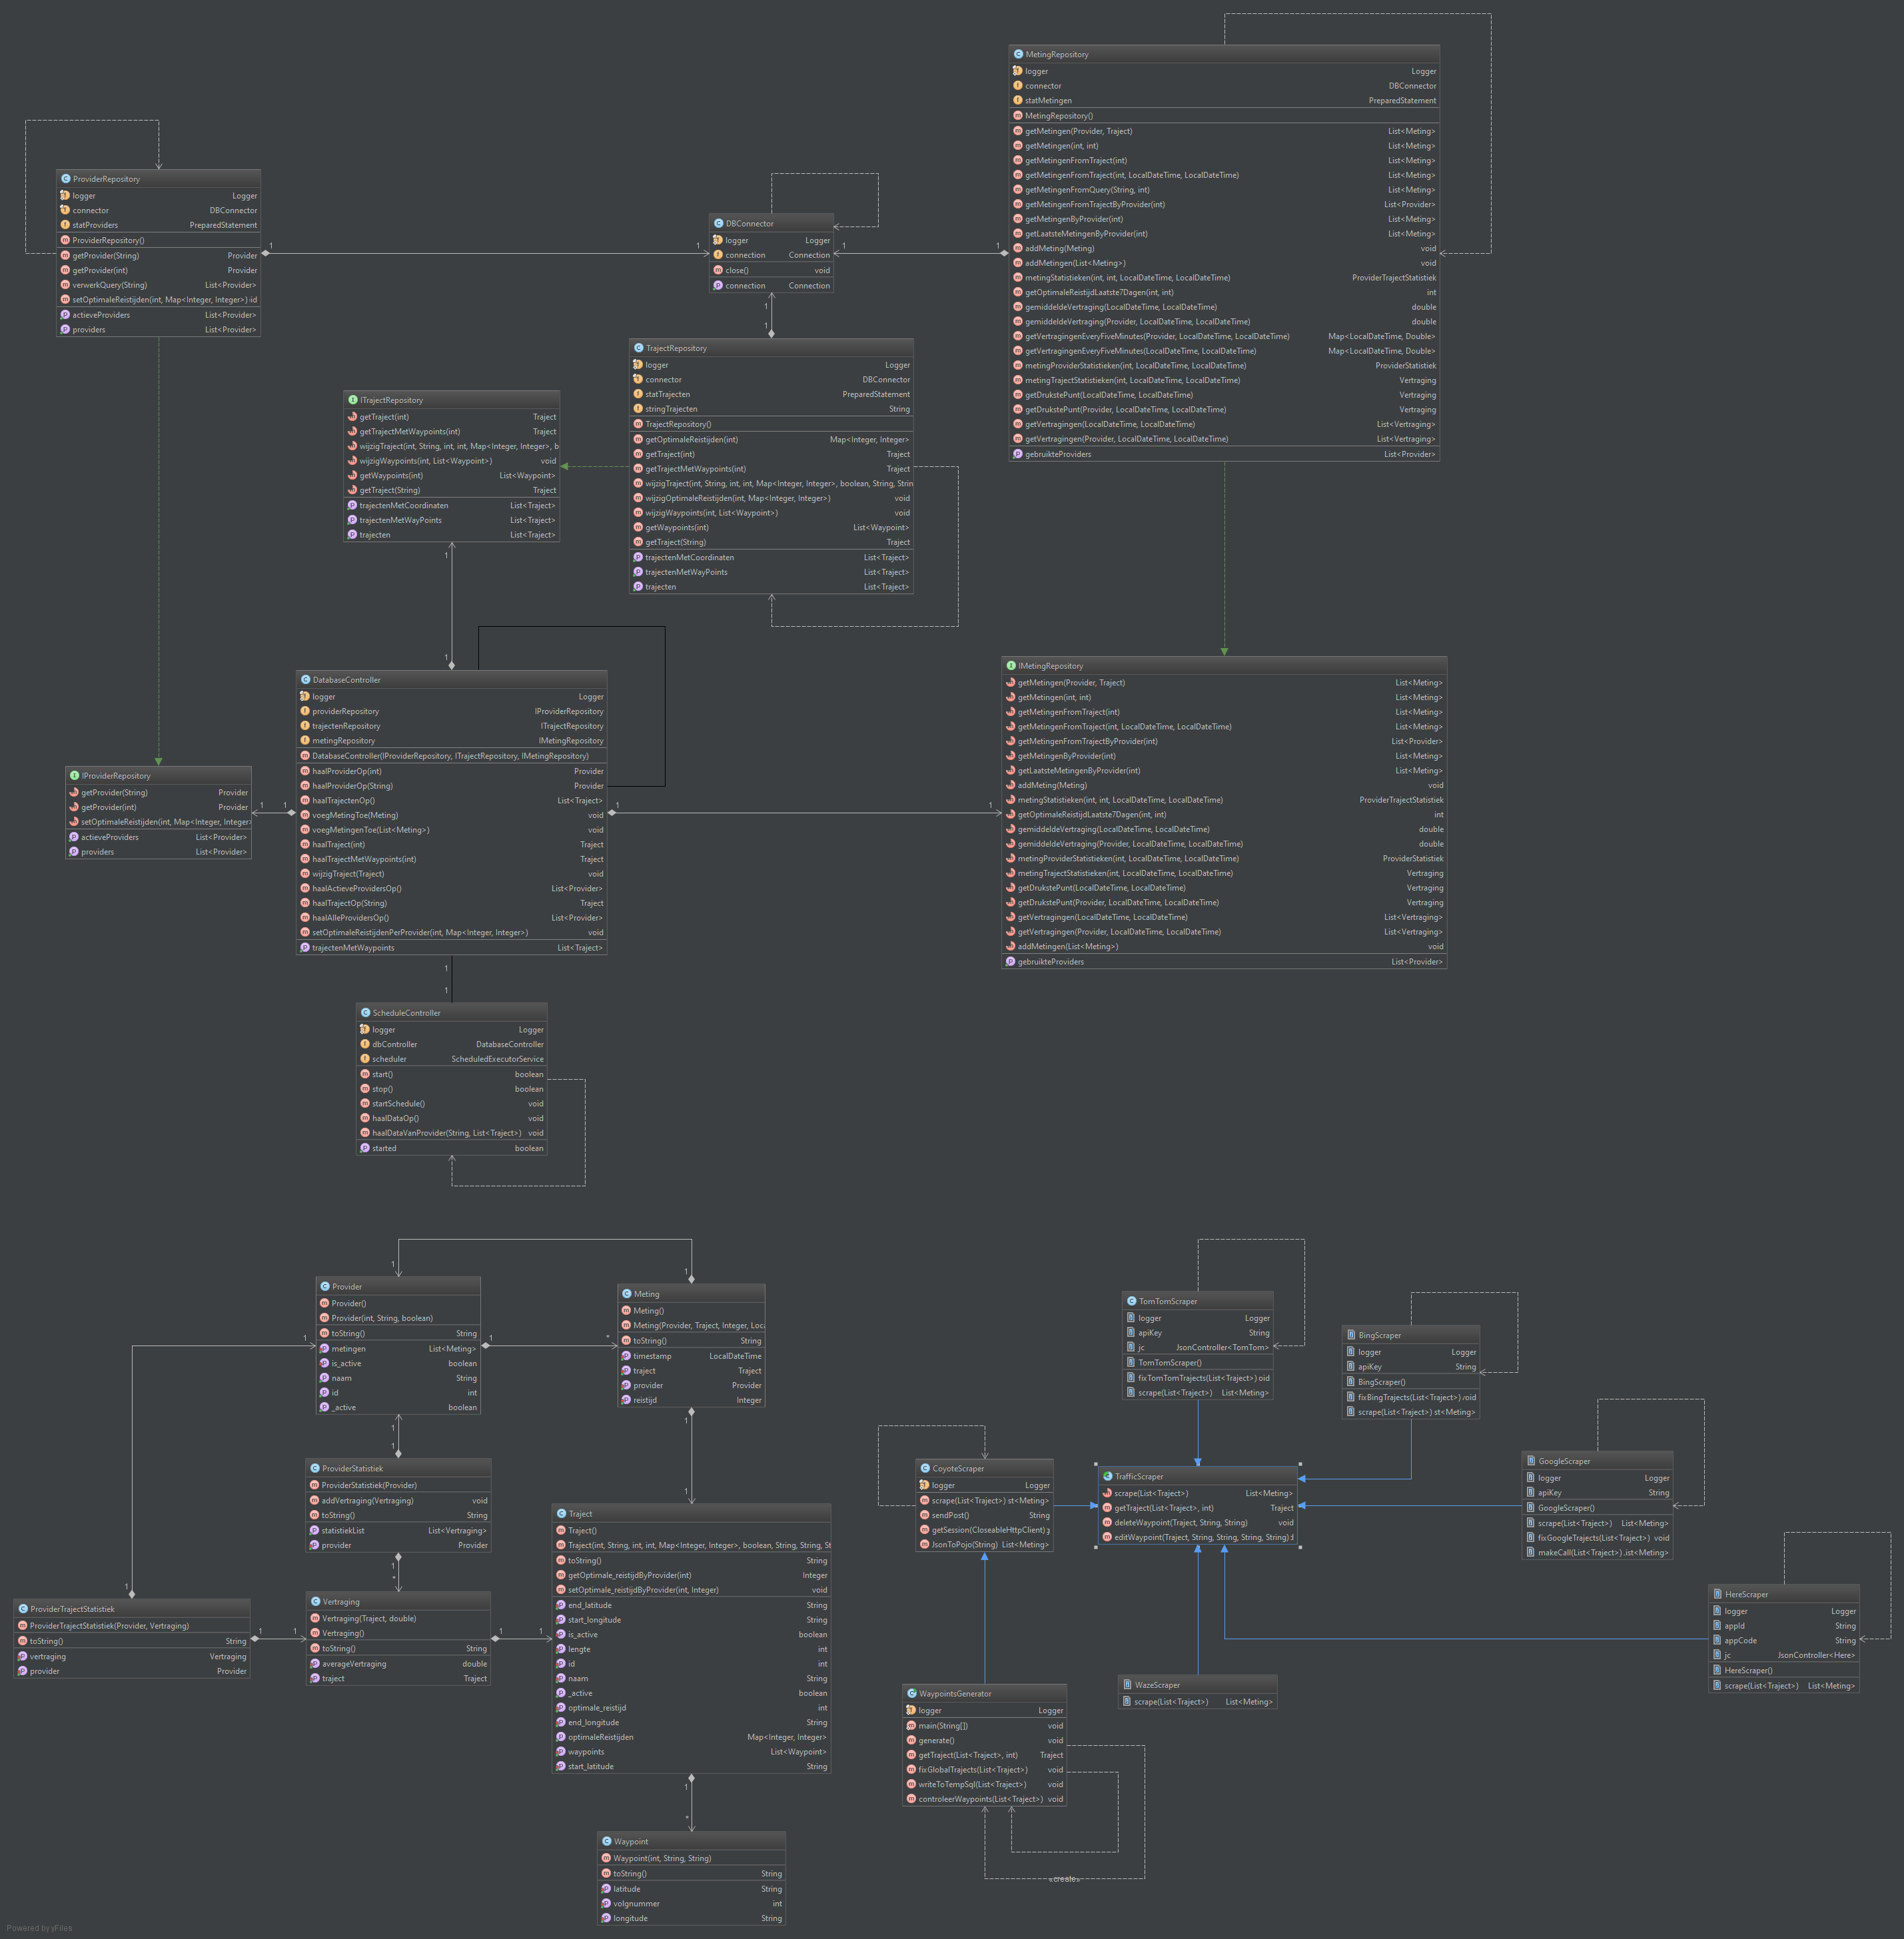 MetingRepository
logger Logger
connector DBConnector
statMetingen PreparedStatement
MetingRepository()
getMetingen(Provider, Traject) List<Meting>
getMetingen(int, int) List<Meting>
getMetingenFromTraject(int) List<Meting>
getMetingenFromTraject(int, LocalDateTime, LocalDateTime) List<Meting>
getMetingenFromQuery(String, int) List<Meting>
getMetingenFromTrajectByProvider(int) List<Provider>
getMetingenByProvider(int) List<Meting>
getLaatsteMetingenByProvider(int) List<Meting>
addMeting(Meting) void
addMetingen(List<Meting>) void
metingStatistieken(int, int, LocalDateTime, LocalDateTime) ProviderTrajectStatistiek
getOptimaleReistijdLaatste7Dagen(int, int) int
gemiddeldeVertraging(LocalDateTime, LocalDateTime) double
gemiddeldeVertraging(Provider, LocalDateTime, LocalDateTime) double
getVertragingenEveryFiveMinutes(Provider, LocalDateTime, LocalDateTime) Map<LocalDateTime, Double>
getVertragingenEveryFiveMinutes(LocalDateTime, LocalDateTime) Map<LocalDateTime, Double>
metingProviderStatistieken(int, LocalDateTime, LocalDateTime) ProviderStatistiek
metingTrajectStatistieken(int, LocalDateTime, LocalDateTime) Vertraging
getDrukstePunt(LocalDateTime, LocalDateTime) Vertraging
getDrukstePunt(Provider, LocalDateTime, LocalDateTime) Vertraging
getVertragingen(LocalDateTime, LocalDateTime) List<Vertraging>
getVertragingen(Provider, LocalDateTime, LocalDateTime) List<Vertraging>
gebruikteProviders List<Provider>
ProviderRepository
logger Logger
connector DBConnector
statProviders PreparedStatement
ProviderRepository()
getProvider(String) Provider
getProvider(int) Provider
verwerkQuery(String) List<Provider>
setOptimaleReistijden(int, Map<Integer, Integer>) id
actieveProviders List<Provider>
providers List<Provider>
1 1
DBConnector
logger Logger
connection Connection
close() void
connection Connection
1 1
1
1
TrajectRepository
logger Logger
connector DBConnector
statTrajecten PreparedStatement
stringTrajecten String
TrajectRepository()
getOptimaleReistijden(int) Map<Integer, Integer>
getTraject(int) Traject
getTrajectMetWaypoints(int) Traject
wijzigTraject(int, String, int, int, Map<Integer, Integer>, boolean, String, Strin
wijzigOptimaleReistijden(int, Map<Integer, Integer>) void
wijzigWaypoints(int, List<Waypoint>) void
getWaypoints(int) List<Waypoint>
getTraject(String) Traject
trajectenMetCoordinaten List<Traject>
trajectenMetWayPoints List<Traject>
trajecten List<Traject>
ITrajectRepository
getTraject(int) Traject
getTrajectMetWaypoints(int) Traject
wijzigTraject(int, String, int, int, Map<Integer, Integer>, b
wijzigWaypoints(int, List<Waypoint>) void
getWaypoints(int) List<Waypoint>
getTraject(String) Traject
trajectenMetCoordinaten List<Traject>
trajectenMetWayPoints List<Traject>
trajecten List<Traject>
1
1
DatabaseController
logger Logger
providerRepository IProviderRepository
trajectenRepository ITrajectRepository
metingRepository IMetingRepository
DatabaseController(IProviderRepository, ITrajectRepository, IMetingRepository)
haalProviderOp(int) Provider
haalProviderOp(String) Provider
haalTrajectenOp() List<Traject>
voegMetingToe(Meting) void
voegMetingenToe(List<Meting>) void
haalTraject(int) Traject
haalTrajectMetWaypoints(int) Traject
wijzigTraject(Traject) void
haalActieveProvidersOp() List<Provider>
haalTrajectOp(String) Traject
haalAlleProvidersOp() List<Provider>
setOptimaleReistijdenPerProvider(int, Map<Integer, Integer>) void
trajectenMetWaypoints List<Traject>
IMetingRepository
getMetingen(Provider, Traject) List<Meting>
getMetingen(int, int) List<Meting>
getMetingenFromTraject(int) List<Meting>
getMetingenFromTraject(int, LocalDateTime, LocalDateTime) List<Meting>
getMetingenFromTrajectByProvider(int) List<Provider>
getMetingenByProvider(int) List<Meting>
getLaatsteMetingenByProvider(int) List<Meting>
addMeting(Meting) void
metingStatistieken(int, int, LocalDateTime, LocalDateTime) ProviderTrajectStatistiek
getOptimaleReistijdLaatste7Dagen(int, int) int
gemiddeldeVertraging(LocalDateTime, LocalDateTime) double
gemiddeldeVertraging(Provider, LocalDateTime, LocalDateTime) double
metingProviderStatistieken(int, LocalDateTime, LocalDateTime) ProviderStatistiek
metingTrajectStatistieken(int, LocalDateTime, LocalDateTime) Vertraging
getDrukstePunt(LocalDateTime, LocalDateTime) Vertraging
getDrukstePunt(Provider, LocalDateTime, LocalDateTime) Vertraging
getVertragingen(LocalDateTime, LocalDateTime) List<Vertraging>
getVertragingen(Provider, LocalDateTime, LocalDateTime) List<Vertraging>
addMetingen(List<Meting>) void
gebruikteProviders List<Provider>
IProviderRepository
getProvider(String) Provider
getProvider(int) Provider
setOptimaleReistijden(int, Map<Integer, Integer>
actieveProviders List<Provider>
providers List<Provider>
1 1
1 1
1
1
ScheduleController
logger Logger
dbController DatabaseController
scheduler ScheduledExecutorService
start() boolean
stop() boolean
startSchedule() void
haalDataOp() void
haalDataVanProvider(String, List<Traject>) void
started boolean
1 1
Provider
Provider()
Provider(int, String, boolean)
toString() String
metingen List<Meting>
is_active boolean
naam String
id int
_active boolean
1 1 *
Meting
Meting()
Meting(Provider, Traject, Integer, Loc
toString() String
timestamp LocalDateTime
traject Traject
provider Provider
reistijd Integer
1
1
1
1
ProviderStatistiek
ProviderStatistiek(Provider)
addVertraging(Vertraging) void
toString() String
statistiekList List<Vertraging>
provider Provider
1
*
1
ProviderTrajectStatistiek
ProviderTrajectStatistiek(Provider, Vertraging)
toString() String
vertraging Vertraging
provider Provider
1 1
Vertraging
Vertraging(Traject, double)
Vertraging()
toString() String
averageVertraging double
traject Traject
1 1
Traject
Traject()
Traject(int, String, int, int, Map<Integer, Integer>, boolean, String, String, St
toString() String
getOptimale_reistijdByProvider(int) Integer
setOptimale_reistijdByProvider(int, Integer) void
end_latitude String
start_longitude String
is_active boolean
lengte int
id int
naam String
_active boolean
optimale_reistijd int
end_longitude String
optimaleReistijden Map<Integer, Integer>
waypoints List<Waypoint>
start_latitude String
1
*
Waypoint
Waypoint(int, String, String)
toString() String
latitude String
volgnummer int
longitude String
TomTomScraper
logger Logger
apiKey String
jc JsonController<TomTom>
TomTomScraper()
fixTomTomTrajects(List<Traject>) oid
scrape(List<Traject>) List<Meting>
BingScraper
logger Logger
apiKey String
BingScraper()
fixBingTrajects(List<Traject>) void
scrape(List<Traject>) st<Meting>
GoogleScraper
logger Logger
apiKey String
GoogleScraper()
scrape(List<Traject>) List<Meting>
fixGoogleTrajects(List<Traject>) void
makeCall(List<Traject>) .ist<Meting>
CoyoteScraper
logger Logger
scrape(List<Traject>) st<Meting>
sendPost() String
getSession(CloseableHttpClient)
JsonToPojo(String) List<Meting>
TrafficScraper
scrape(List<Traject>) List<Meting>
getTraject(List<Traject>, int) Traject
deleteWaypoint(Traject, String, String) void
editWaypoint(Traject, String, String, String, String)
HereScraper
logger Logger
appId String
appCode String
jc JsonController<Here>
HereScraper()
scrape(List<Traject>) List<Meting>
WazeScraper
scrape(List<Traject>) List<Meting>
WaypointsGenerator
logger Logger
main(String[]) void
generate() void
getTraject(List<Traject>, int) Traject
fixGlobalTrajects(List<Traject>) void
writeToTempSql(List<Traject>) void
controleerWaypoints(List<Traject>) void
«create»
Powered by yFiles